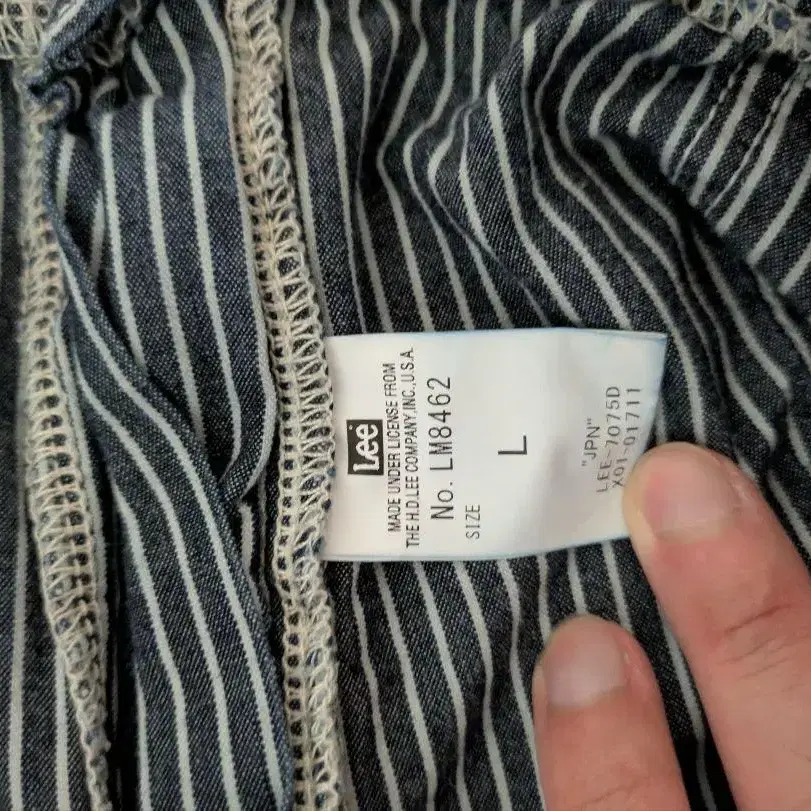 Lee
MADE UNDER LICENSE FROM
THE H.D.LEE COMPANY,INC.,U.S.A.
No. LM8462
SIZE
L
"JPN"
LEE-7075D
X01-01711